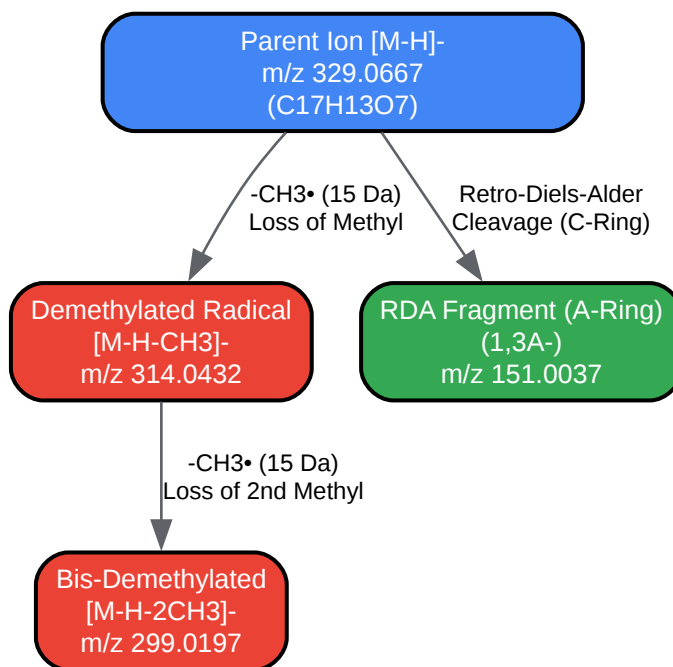 Parent Ion [M-H]-
m/z 329.0667
(C17H13O7)
-CH3• (15 Da)
Loss of Methyl
Retro-Diels-Alder
Cleavage (C-Ring)
Demethylated Radical
[M-H-CH3]-
m/z 314.0432
RDA Fragment (A-Ring)
(1,3A-)
m/z 151.0037
-CH3• (15 Da)
Loss of 2nd Methyl
Bis-Demethylated
[M-H-2CH3]-
m/z 299.0197